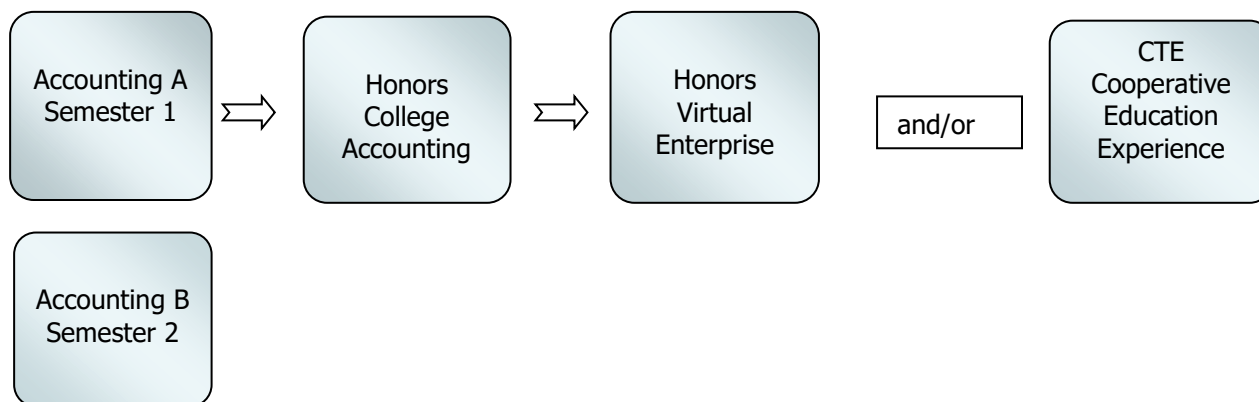 Accounting A
Semester 1
Honors
College
Accounting
Honors
Virtual
Enterprise
and/or
CTE
Cooperative
Education
Experience
Accounting B
Semester 2